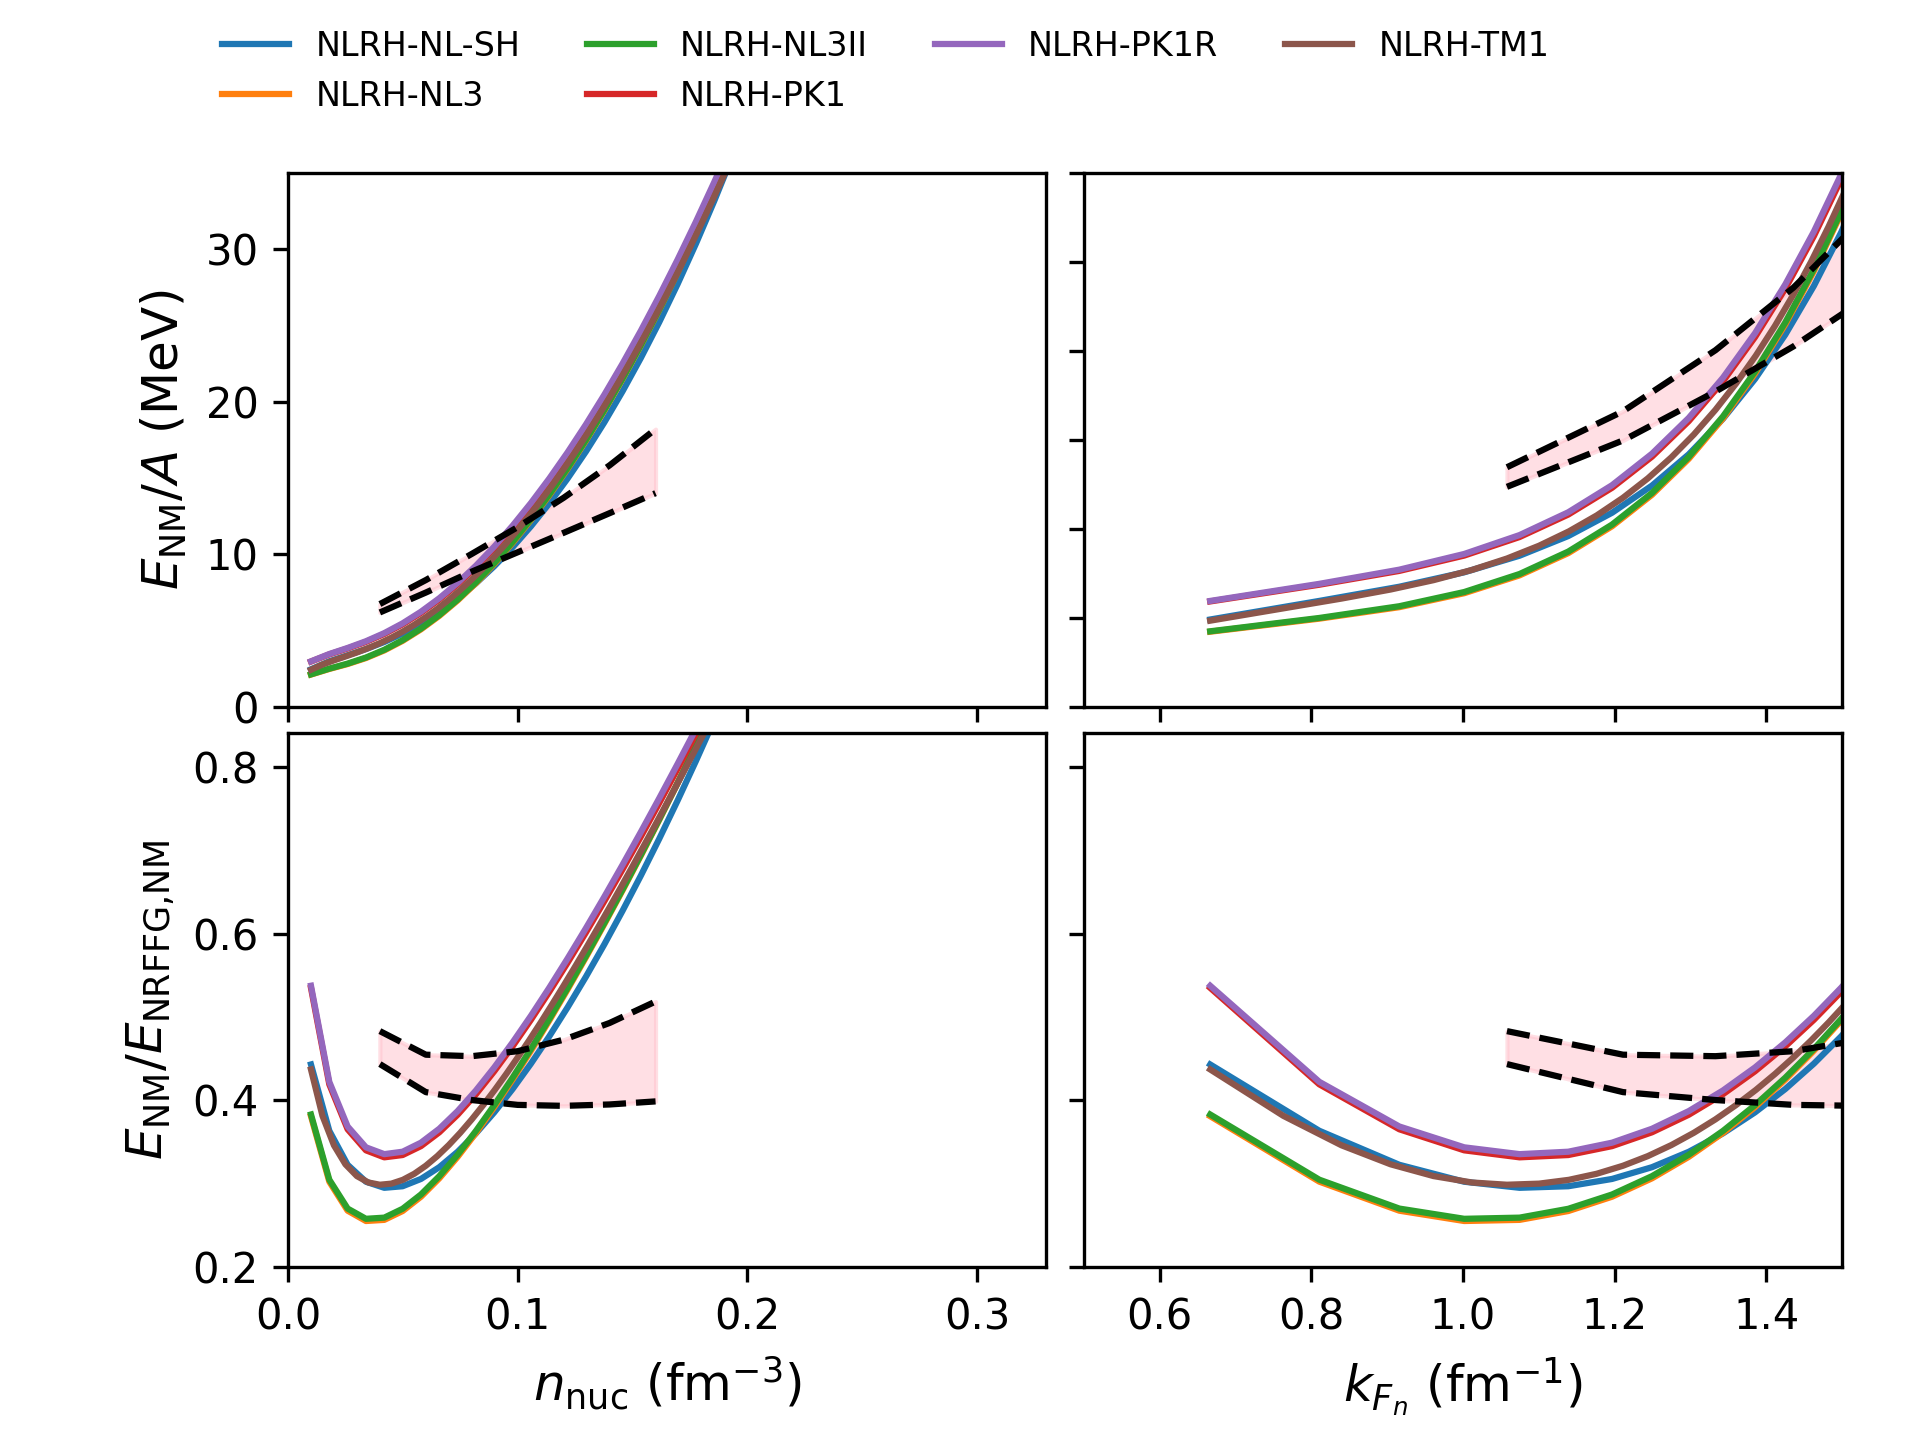 NLRH-NL-SH NLRH-NL3II NLRH-PK1R NLRH-TM1
NLRH-NL3 NLRH-PK1
E_NM/A (MeV)
30
20
10
0
E_NM/E_NRFFG,NM
0.8
0.6
0.4
0.2
0.0 0.1 0.2 0.3
0.6 0.8 1.0 1.2 1.4
n_nuc (fm⁻³)
k_Fₙ (fm⁻¹)